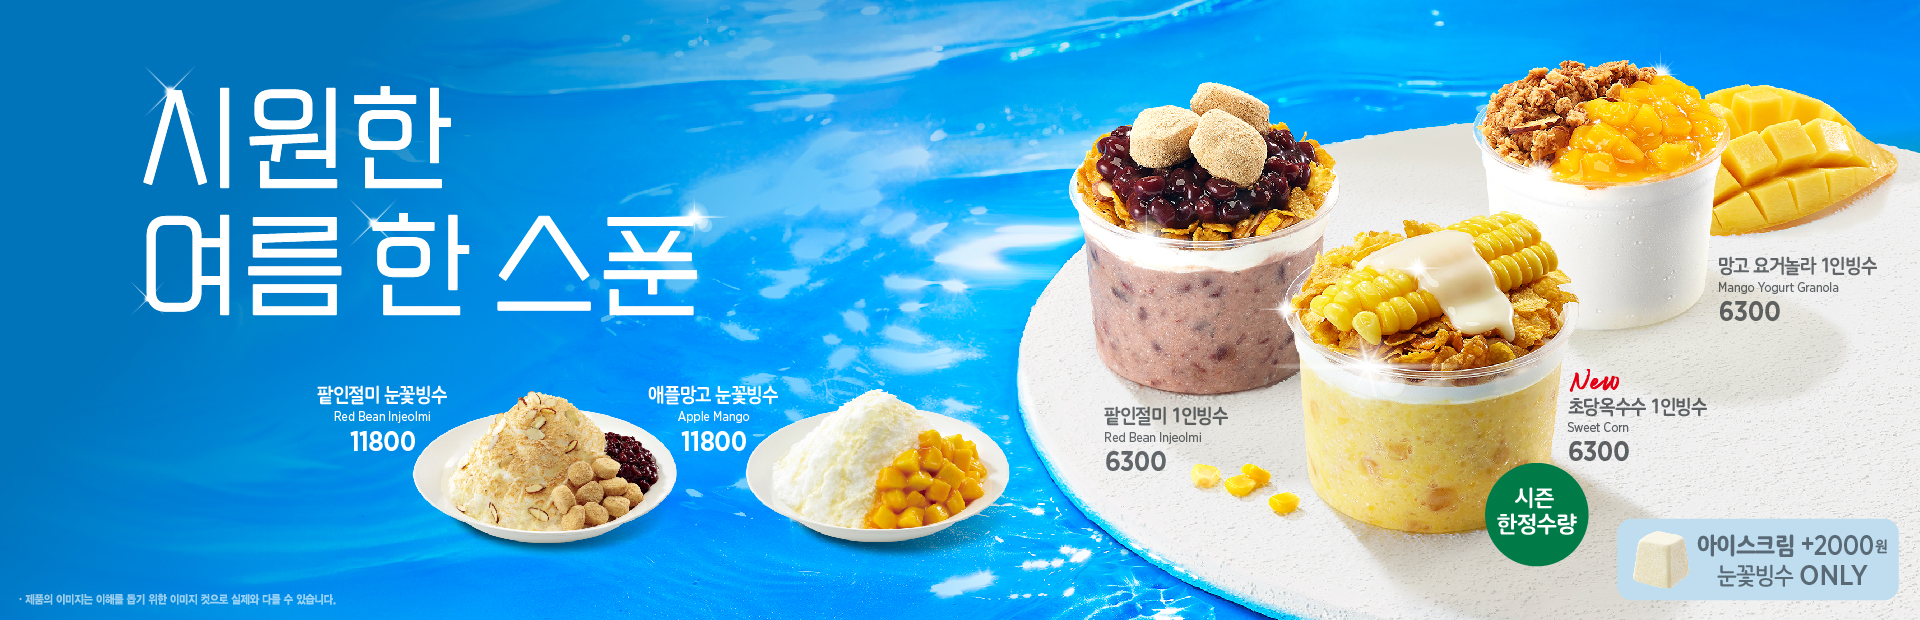 시원한
여름 한 스푼
팥인절미 눈꽃빙수
Red Bean Injeolmi
11800
애플망고 눈꽃빙수
Apple Mango
11800
팥인절미 1인빙수
Red Bean Injeolmi
6300
New
초당옥수수 1인빙수
Sweet Corn
6300
시즌
한정수량
망고 요거놀라 1인빙수
Mango Yogurt Granola
6300
아이스크림 +2000원
눈꽃빙수 ONLY
· 제품의 이미지는 이해를 돕기 위한 이미지 컷으로 실제와 다를 수 있습니다.